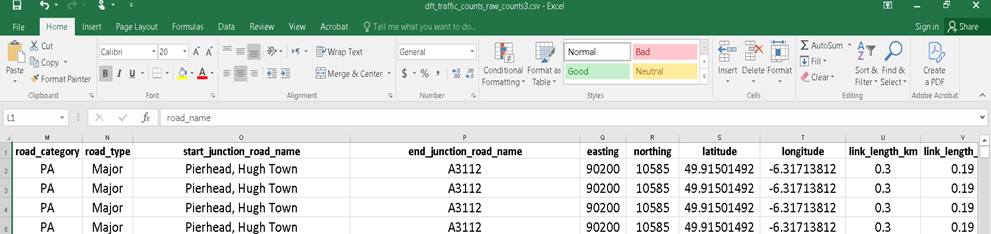 dft_traffic_counts_raw_counts3.csv - Excel
File Home Insert Page Layout Formulas Data Review View Acrobat Tell me what you want to do... Sign in Share
Cut Calibri 20 Wrap Text General Normal Bad AutoSum
Copy Fill
Paste Format Painter B I U Merge & Center $ % , Conditional Formatting Format as Table Good Neutral Insert Delete Format Clear Sort & Filter Find & Select Create a PDF
Clipboard Font Alignment Number Styles Cells Editing Adobe Acrobat
L1 fx road_name
M N O P Q R S T U V
1 road_category road_type start_junction_road_name end_junction_road_name easting northing latitude longitude link_length_km link_length_
2 PA Major Pierhead, Hugh Town A3112 90200 10585 49.91501492 -6.31713812 0.3 0.19
3 PA Major Pierhead, Hugh Town A3112 90200 10585 49.91501492 -6.31713812 0.3 0.19
4 PA Major Pierhead, Hugh Town A3112 90200 10585 49.91501492 -6.31713812 0.3 0.19
5 PA Major Pierhead, Hugh Town A3112 90200 10585 49.91501492 -6.31713812 0.3 0.19